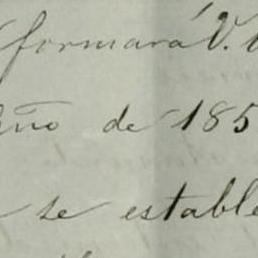 formará V.
año de 185
se estable